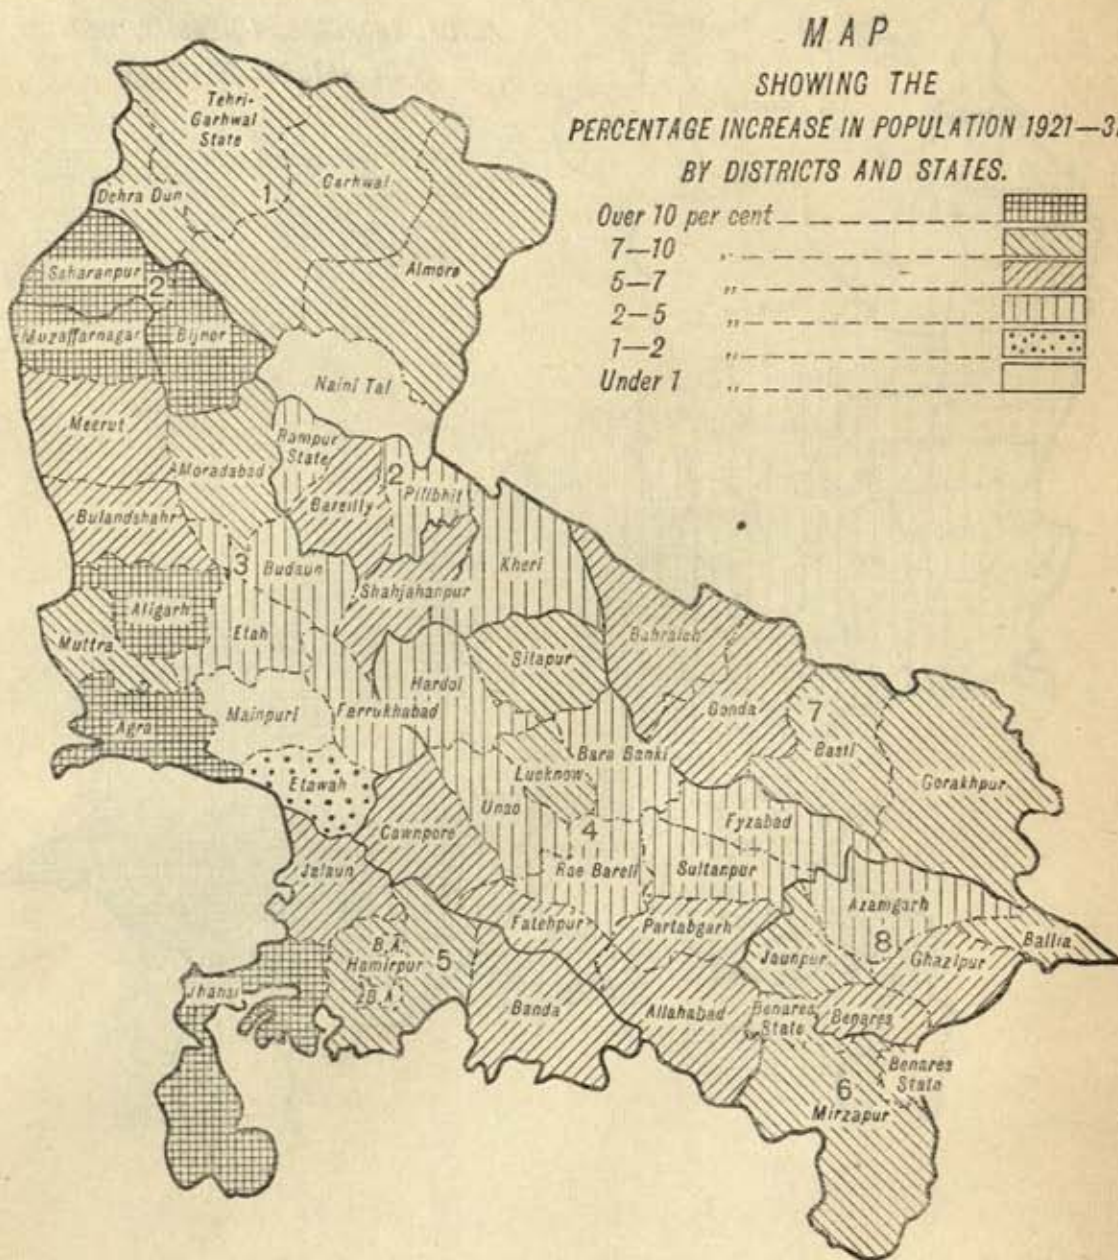 MAP
SHOWING THE
PERCENTAGE INCREASE IN POPULATION 1921—3
BY DISTRICTS AND STATES.
Over 10 per cent
7—10 „
5—7 „
2—5 „
1—2 „
Under 1 „
Tehri-
Garhwal
State
Dehra Dun
1
Garhwal
Almora
Saharanpur
2
Muzaffarnagar
Bijnor
Naini Tal
Meerut
Moradabad
Rampur
State
2
Pilibhit
Bareilly
Bulandshahr
3
Budaun
Shahjahanpur
Kheri
Aligarh
Etah
Muttra
Bahraich
Sitapur
Hardoi
Agra
Mainpuri
Farrukhabad
Gonda
7
Basti
Gorakhpur
Bara Banki
Lucknow
Etawah
Unao
4
Fyzabad
Cawnpore
Rae Bareli
Sultanpur
Jalaun
Azamgarh
Fatehpur
Partabgarh
8
Ballia
B.A.
Hamirpur
5
Jaunpur
Ghazipur
Jhansi
B.A.
Banda
Allahabad
Benares
State
Benares
Benares
State
6
Mirzapur